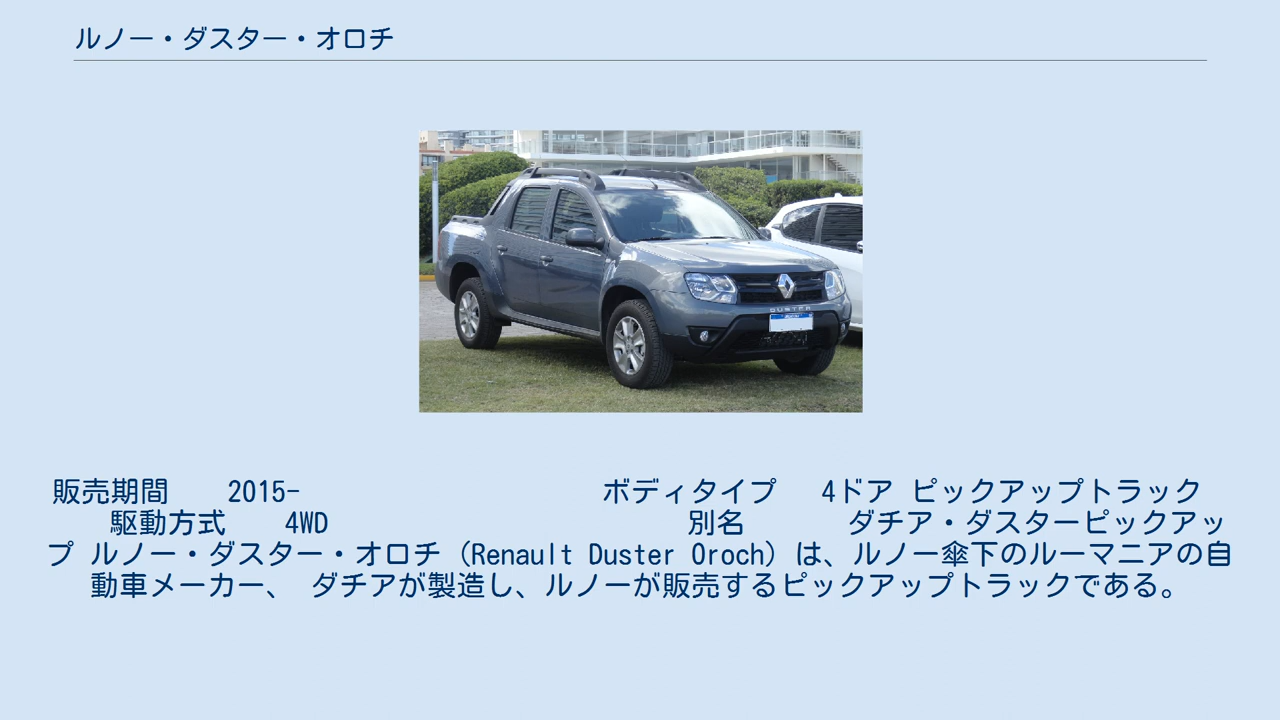 ルノー・ダスター・オロチ
DUSTER
販売期間 2015- ボディタイプ 4ドア ピックアップトラック
駆動方式 4WD 別名 ダチア・ダスターピックアッ
プ ルノー・ダスター・オロチ（Renault Duster Oroch）は、ルノー傘下のルーマニアの自
動車メーカー、 ダチアが製造し、ルノーが販売するピックアップトラックである。